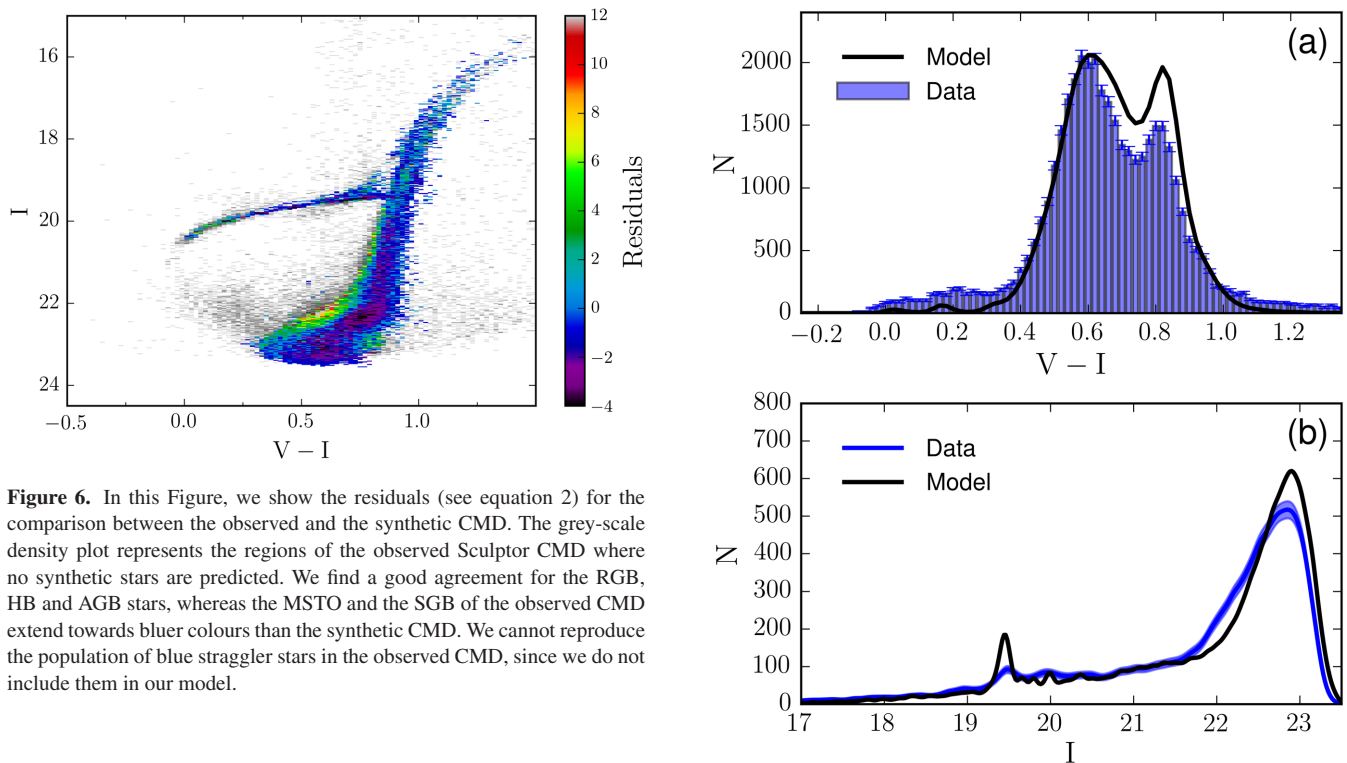 15
16
18
20
22
24
I
−0.5
0.0
0.5
1.0
V − I
12
10
8
6
4
2
0
−2
−4
Residuals
Figure 6. In this Figure, we show the residuals (see equation 2) for the
comparison between the observed and the synthetic CMD. The grey-scale
density plot represents the regions of the observed Sculptor CMD where
no synthetic stars are predicted. We find a good agreement for the RGB,
HB and AGB stars, whereas the MSTO and the SGB of the observed CMD
extend towards bluer colours than the synthetic CMD. We cannot reproduce
the population of blue straggler stars in the observed CMD, since we do not
include them in our model.
(a)
Model
Data
2000
1500
1000
500
0
N
−0.2 0.0 0.2 0.4 0.6 0.8 1.0 1.2
V − I
(b)
Data
Model
800
700
600
500
400
300
200
100
0
N
17 18 19 20 21 22 23
I